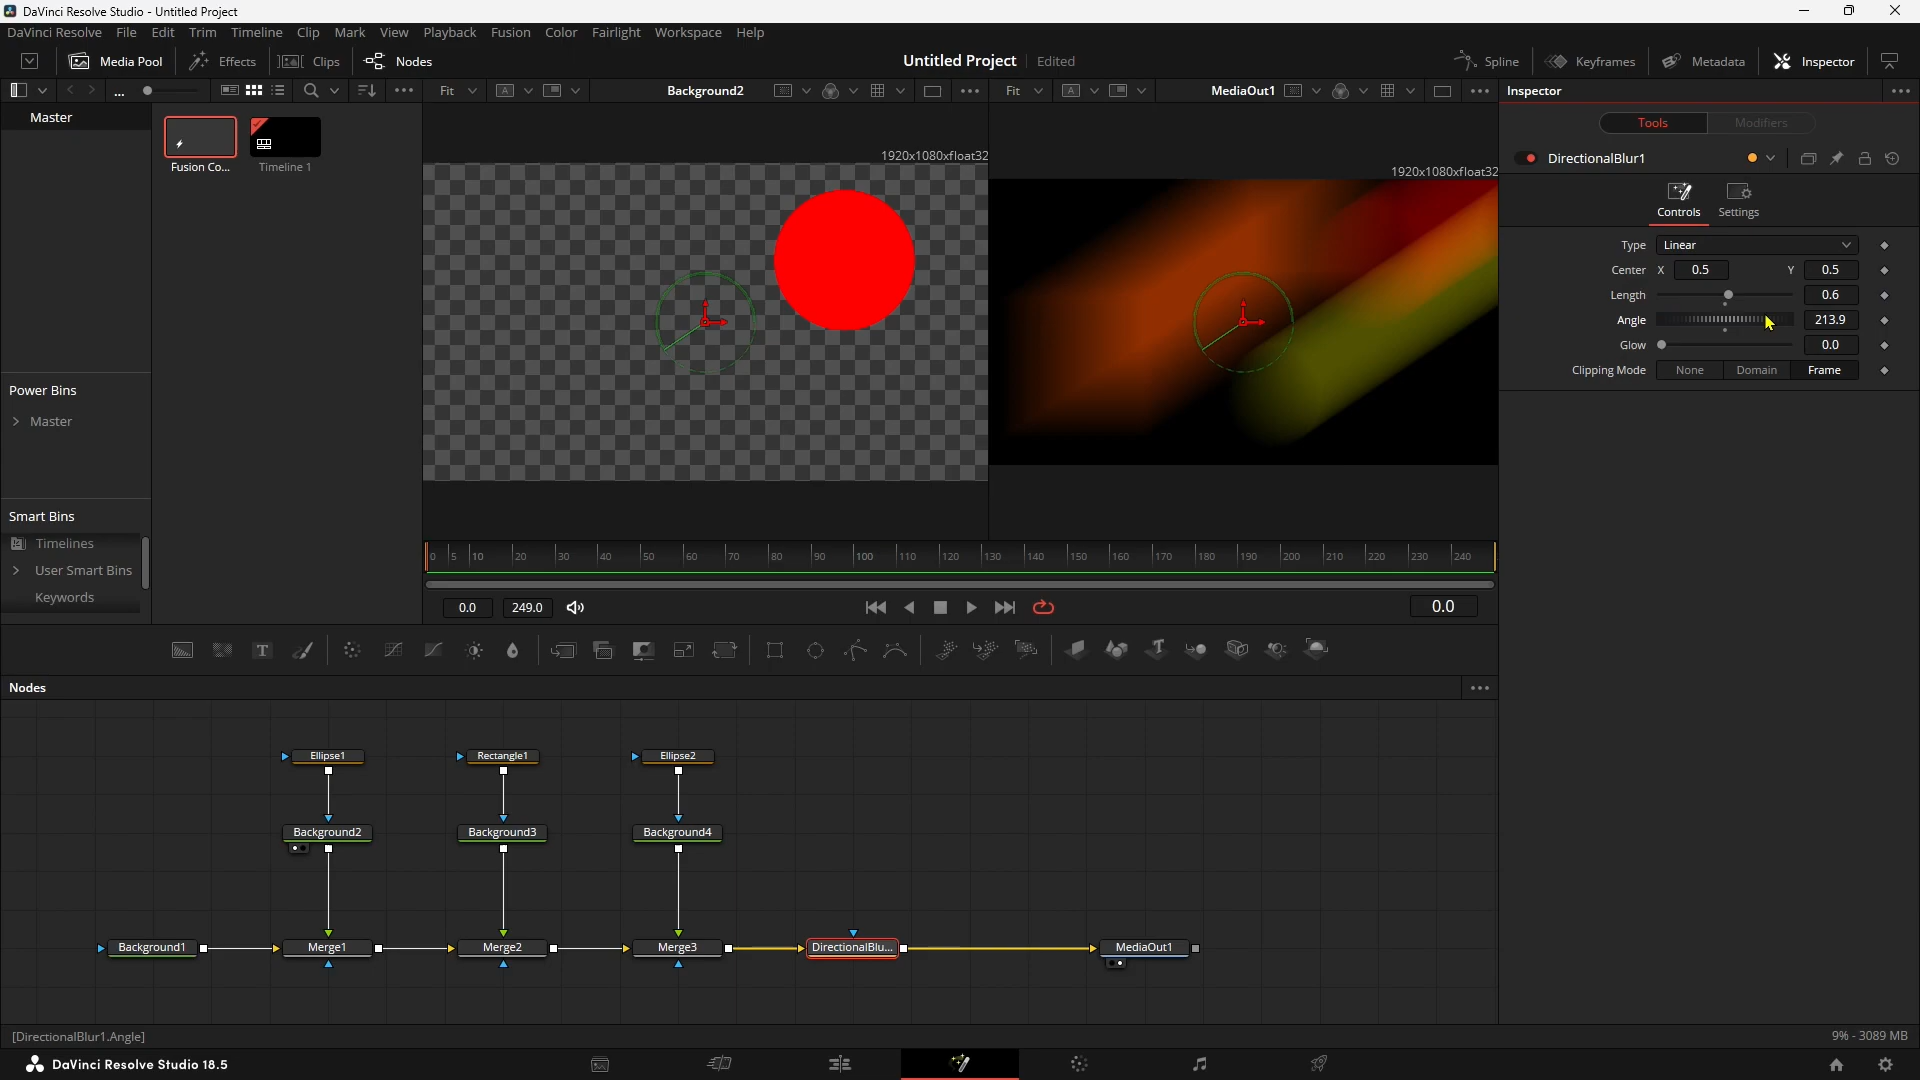 DaVinci Resolve Studio - Untitled Project
DaVinci Resolve File Edit Trim Timeline Clip Mark View Playback Fusion Color Fairlight Workspace Help
Media Pool Effects Clips Nodes Untitled Project Edited Spline Keyframes Metadata Inspector
... Fit A Background2 Fit A MediaOut1 Inspector
Master
Fusion Co... Timeline 1
1920x1080xfloat32
1920x1080xfloat32
Tools Modifiers
DirectionalBlur1
Controls Settings
Type Linear
Center X 0.5 Y 0.5
Length 0.6
Angle 213.9
Glow 0.0
Clipping Mode None Domain Frame
Power Bins
Master
Smart Bins
Timelines
User Smart Bins
Keywords
0 5 10 20 30 40 50 60 70 80 90 100 110 120 130 140 150 160 170 180 190 200 210 220 230 240
0.0 249.0 0.0
T T
Nodes
Ellipse1 Rectangle1 Ellipse2
Background2 Background3 Background4
Background1 Merge1 Merge2 Merge3 DirectionalBlu... MediaOut1
[DirectionalBlur1.Angle] 9% - 3089 MB
DaVinci Resolve Studio 18.5